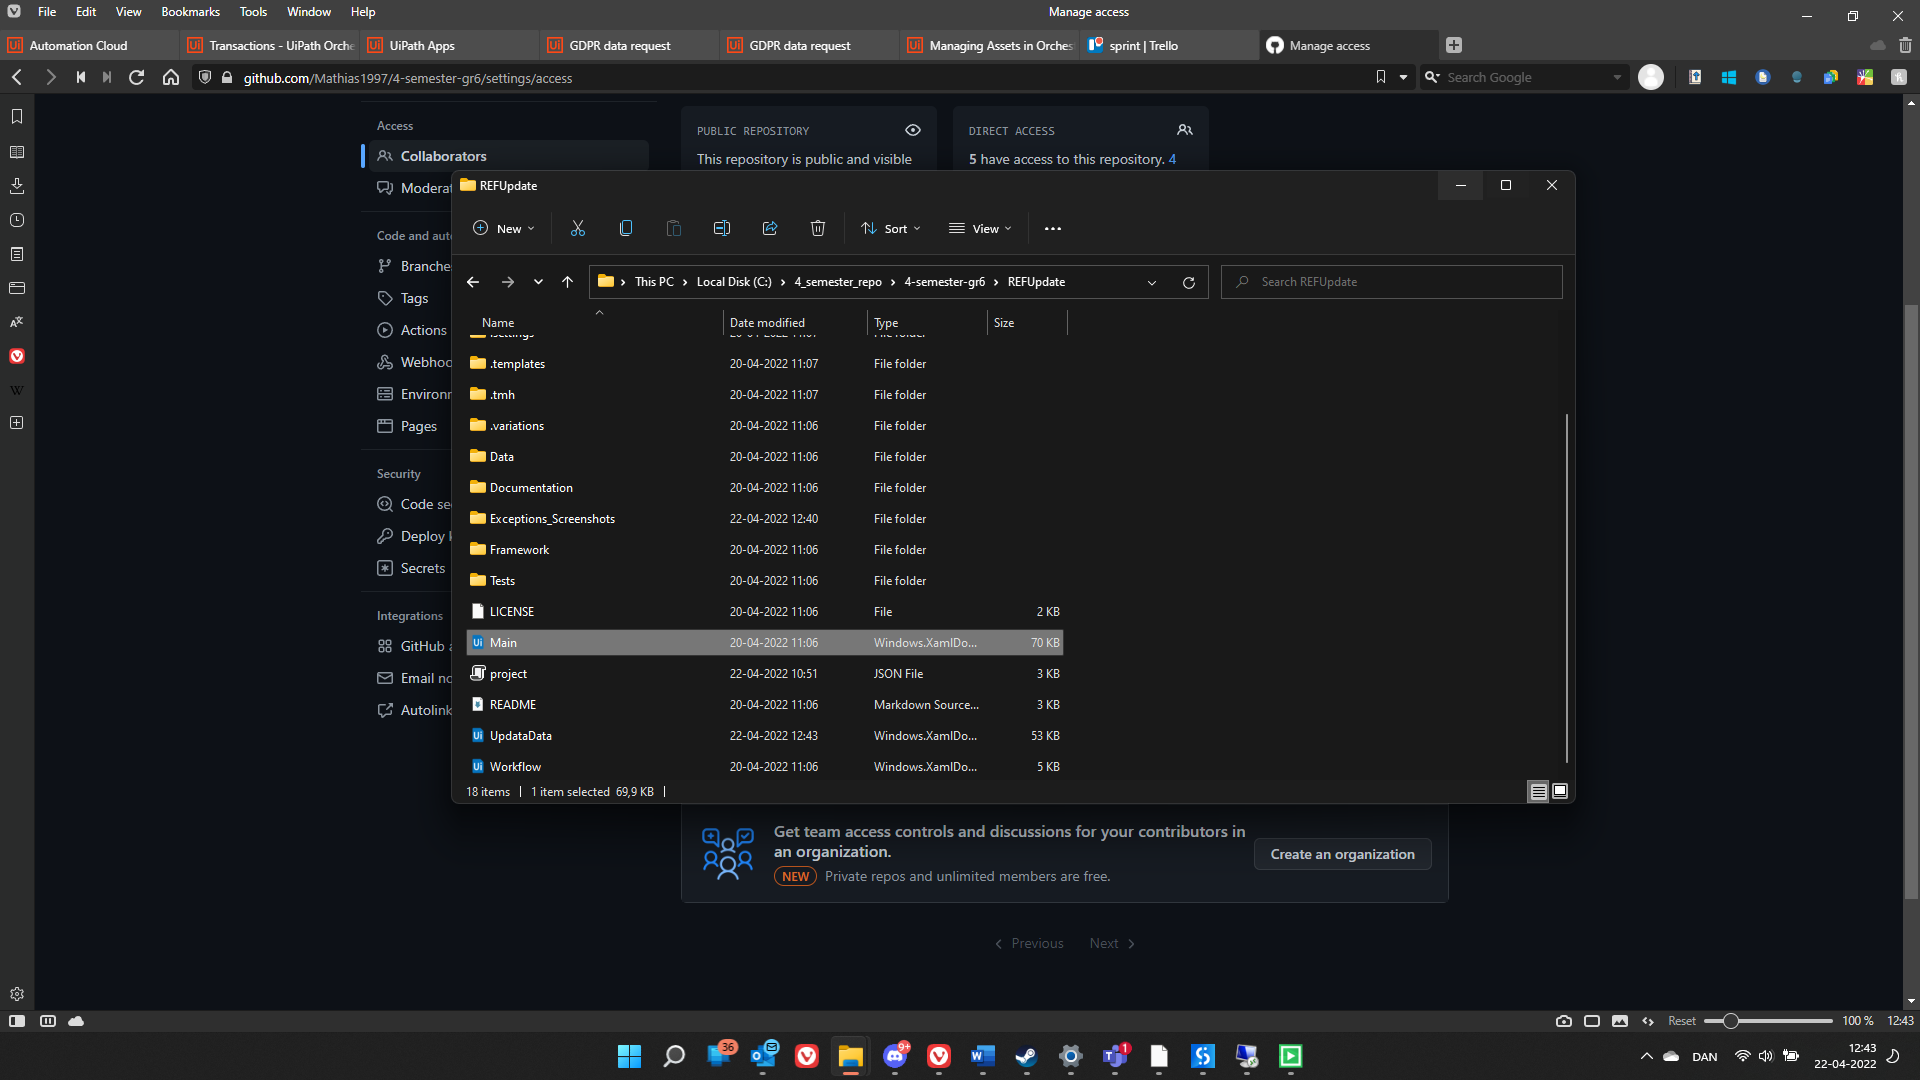 File Edit View Bookmarks Tools Window Help
Manage access
Automation Cloud
Transactions - UiPath Orche
UiPath Apps
GDPR data request
GDPR data request
Managing Assets in Orches
sprint | Trello
Manage access
github.com/Mathias1997/4-semester-gr6/settings/access
Search Google
Access
Collaborators
Moderat
Code and auto
Branche
Tags
Actions
Webhoo
Environm
Pages
Security
Code se
Deploy k
Secrets
Integrations
GitHub a
Email no
Autolink
PUBLIC REPOSITORY
This repository is public and visible
DIRECT ACCESS
5 have access to this repository. 4
REFUpdate
New
Sort
View
This PC > Local Disk (C:) > 4_semester_repo > 4-semester-gr6 > REFUpdate
Search REFUpdate
Name Date modified Type Size
.templates 20-04-2022 11:07 File folder
.tmh 20-04-2022 11:07 File folder
.variations 20-04-2022 11:06 File folder
Data 20-04-2022 11:06 File folder
Documentation 20-04-2022 11:06 File folder
Exceptions_Screenshots 22-04-2022 12:40 File folder
Framework 20-04-2022 11:06 File folder
Tests 20-04-2022 11:06 File folder
LICENSE 20-04-2022 11:06 File 2 KB
Main 20-04-2022 11:06 Windows.XamlDo... 70 KB
project 22-04-2022 10:51 JSON File 3 KB
README 20-04-2022 11:06 Markdown Source... 3 KB
UpdataData 22-04-2022 12:43 Windows.XamlDo... 53 KB
Workflow 20-04-2022 11:06 Windows.XamlDo... 5 KB
18 items | 1 item selected 69,9 KB |
Get team access controls and discussions for your contributors in
an organization.
NEW Private repos and unlimited members are free.
Create an organization
Previous Next
Reset 100 % 12:43
36
9+
1
DAN
12:43
22-04-2022